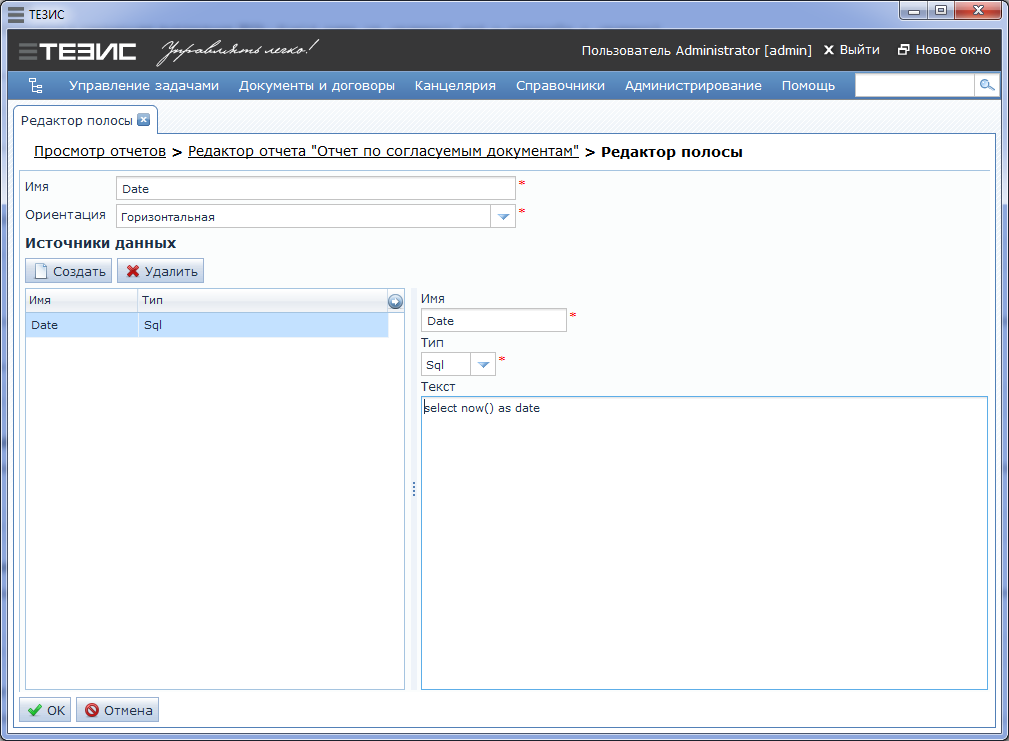 ТЕЗИС
ТЕЗИС Управлять легко! Пользователь Administrator [admin] Выйти Новое окно
Управление задачами Документы и договоры Канцелярия Справочники Администрирование Помощь
Редактор полосы
Просмотр отчетов > Редактор отчета "Отчет по согласуемым документам" > Редактор полосы
Имя Date *
Ориентация Горизонтальная *
Источники данных
Создать Удалить
Имя Тип
Date Sql
Имя
Date *
Тип
Sql *
Текст
select now() as date
OK Отмена